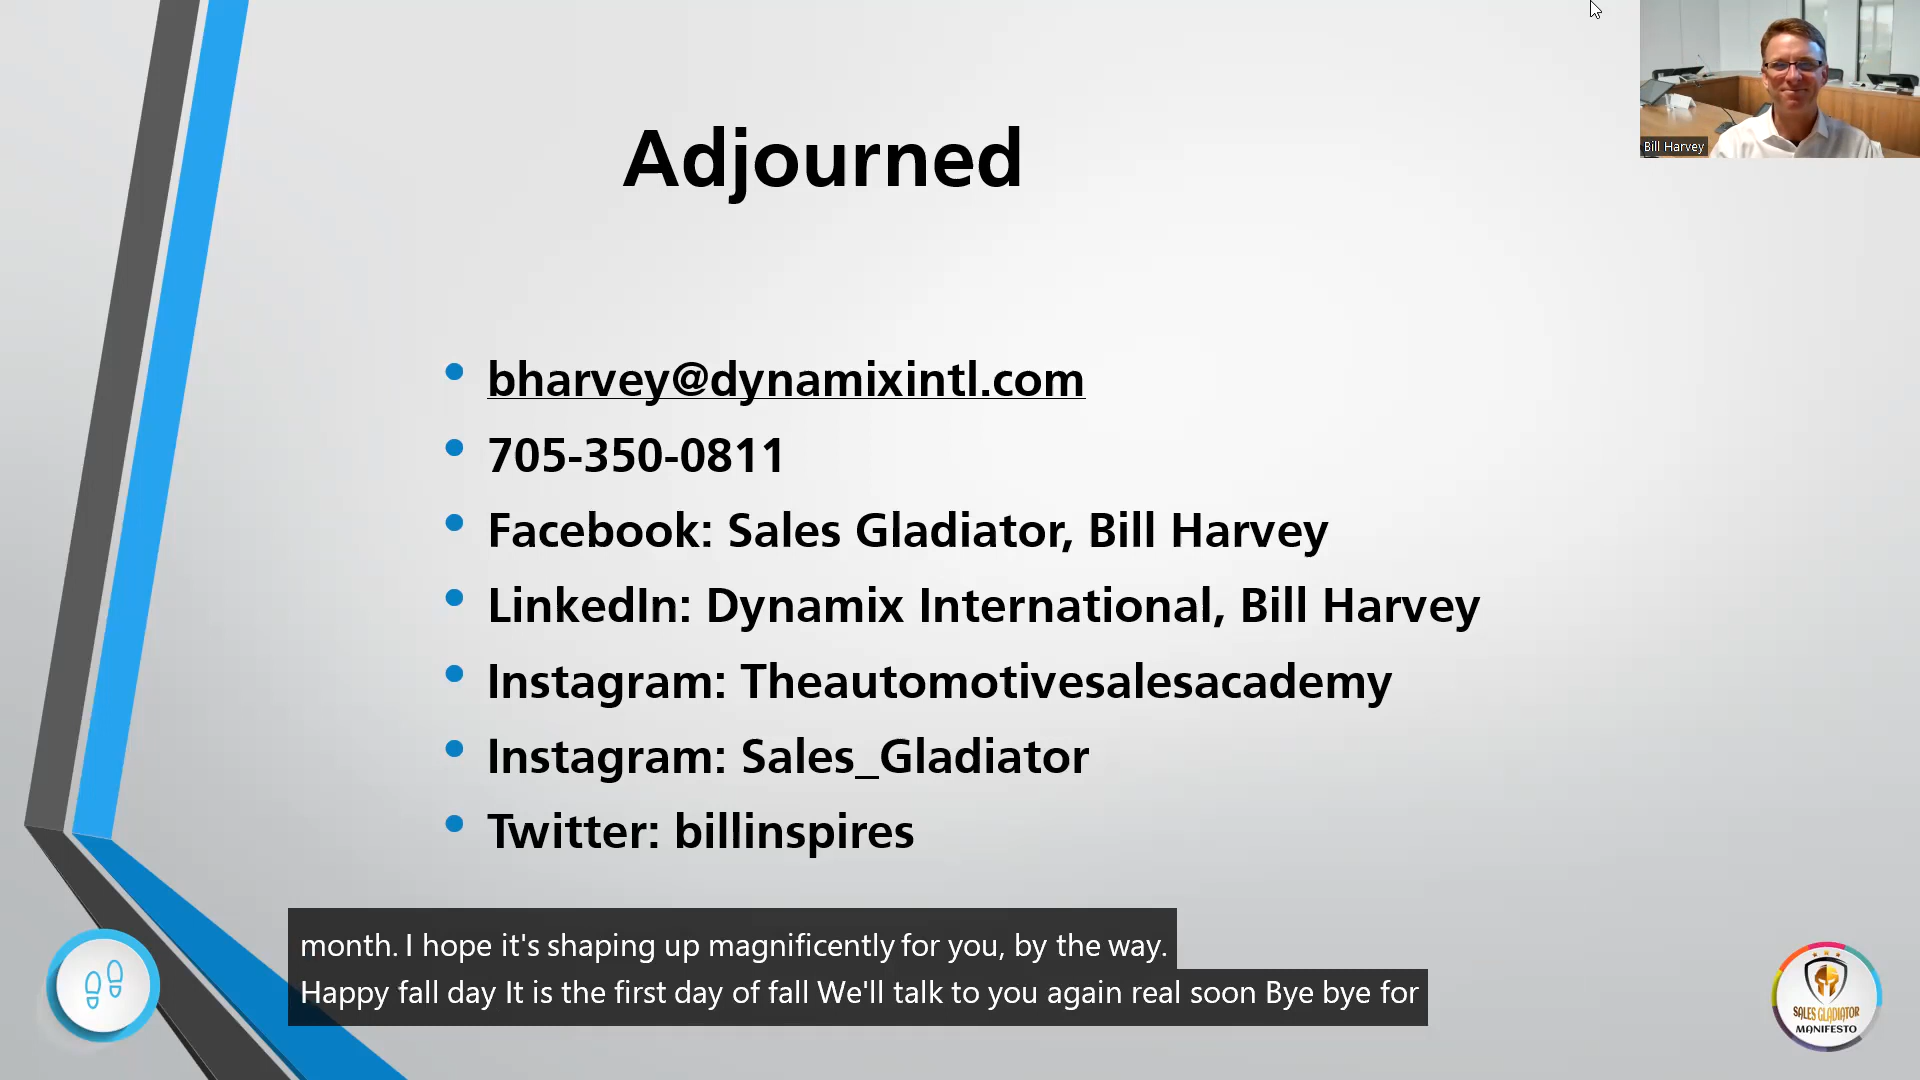 Bill Harvey
Adjourned
bharvey@dynamixintl.com
705-350-0811
Facebook: Sales Gladiator, Bill Harvey
LinkedIn: Dynamix International, Bill Harvey
Instagram: Theautomotivesalesacademy
Instagram: Sales_Gladiator
Twitter: billinspires
month. I hope it's shaping up magnificently for you, by the way.
Happy fall day It is the first day of fall We'll talk to you again real soon Bye bye for
SALES GLADIATOR
MANIFESTO